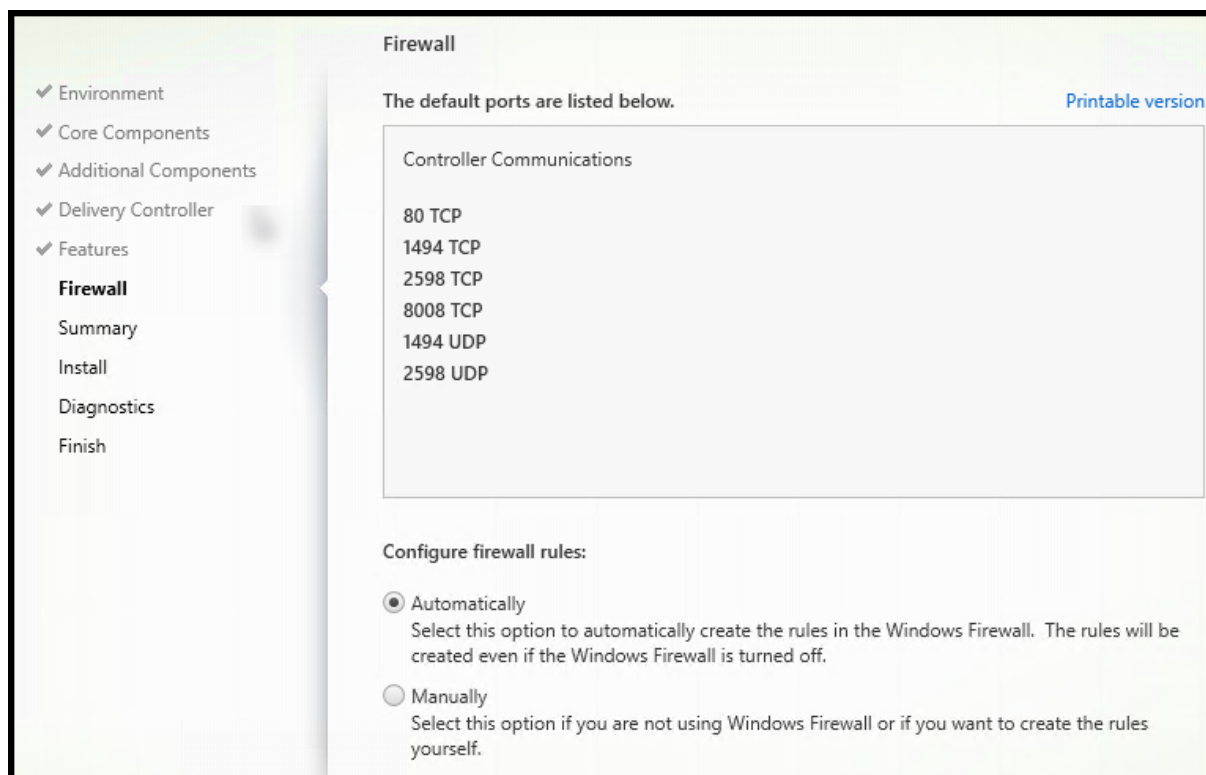 Firewall
Environment
Core Components
Additional Components
Delivery Controller
Features
Firewall
Summary
Install
Diagnostics
Finish
The default ports are listed below.
Printable version
Controller Communications
80 TCP
1494 TCP
2598 TCP
8008 TCP
1494 UDP
2598 UDP
Configure firewall rules:
Automatically
Select this option to automatically create the rules in the Windows Firewall. The rules will be
created even if the Windows Firewall is turned off.
Manually
Select this option if you are not using Windows Firewall or if you want to create the rules
yourself.